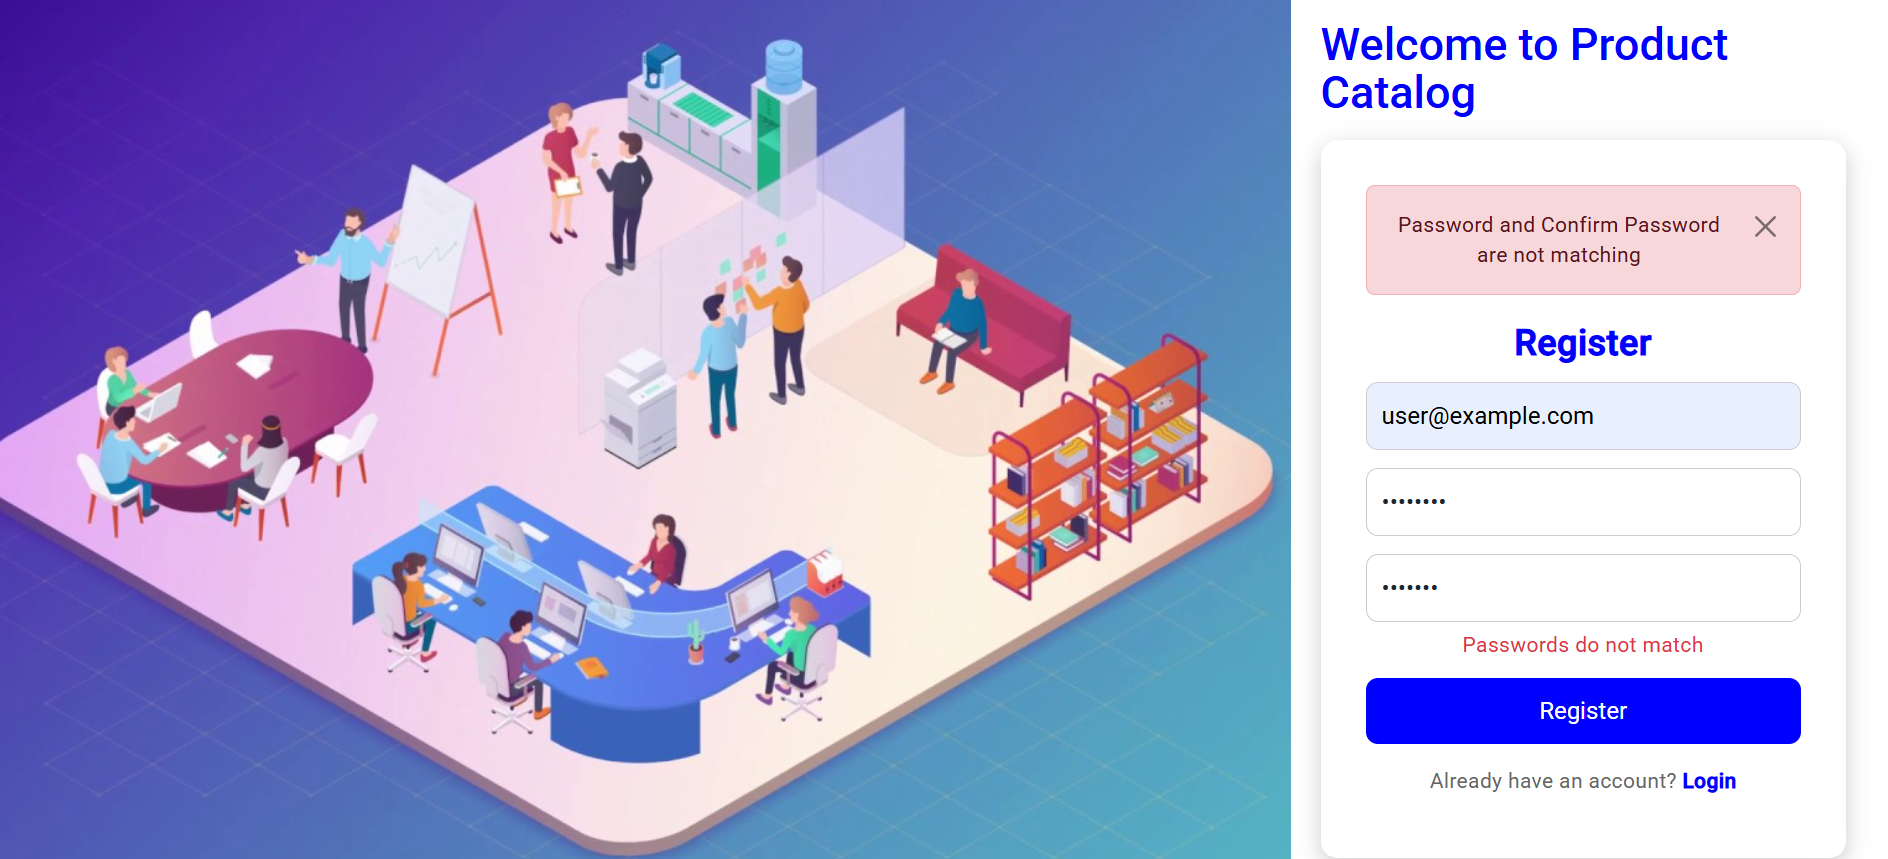 Welcome to Product
Catalog
Password and Confirm Password
are not matching
Register
user@example.com
••••••••
•••••••
Passwords do not match
Register
Already have an account? Login